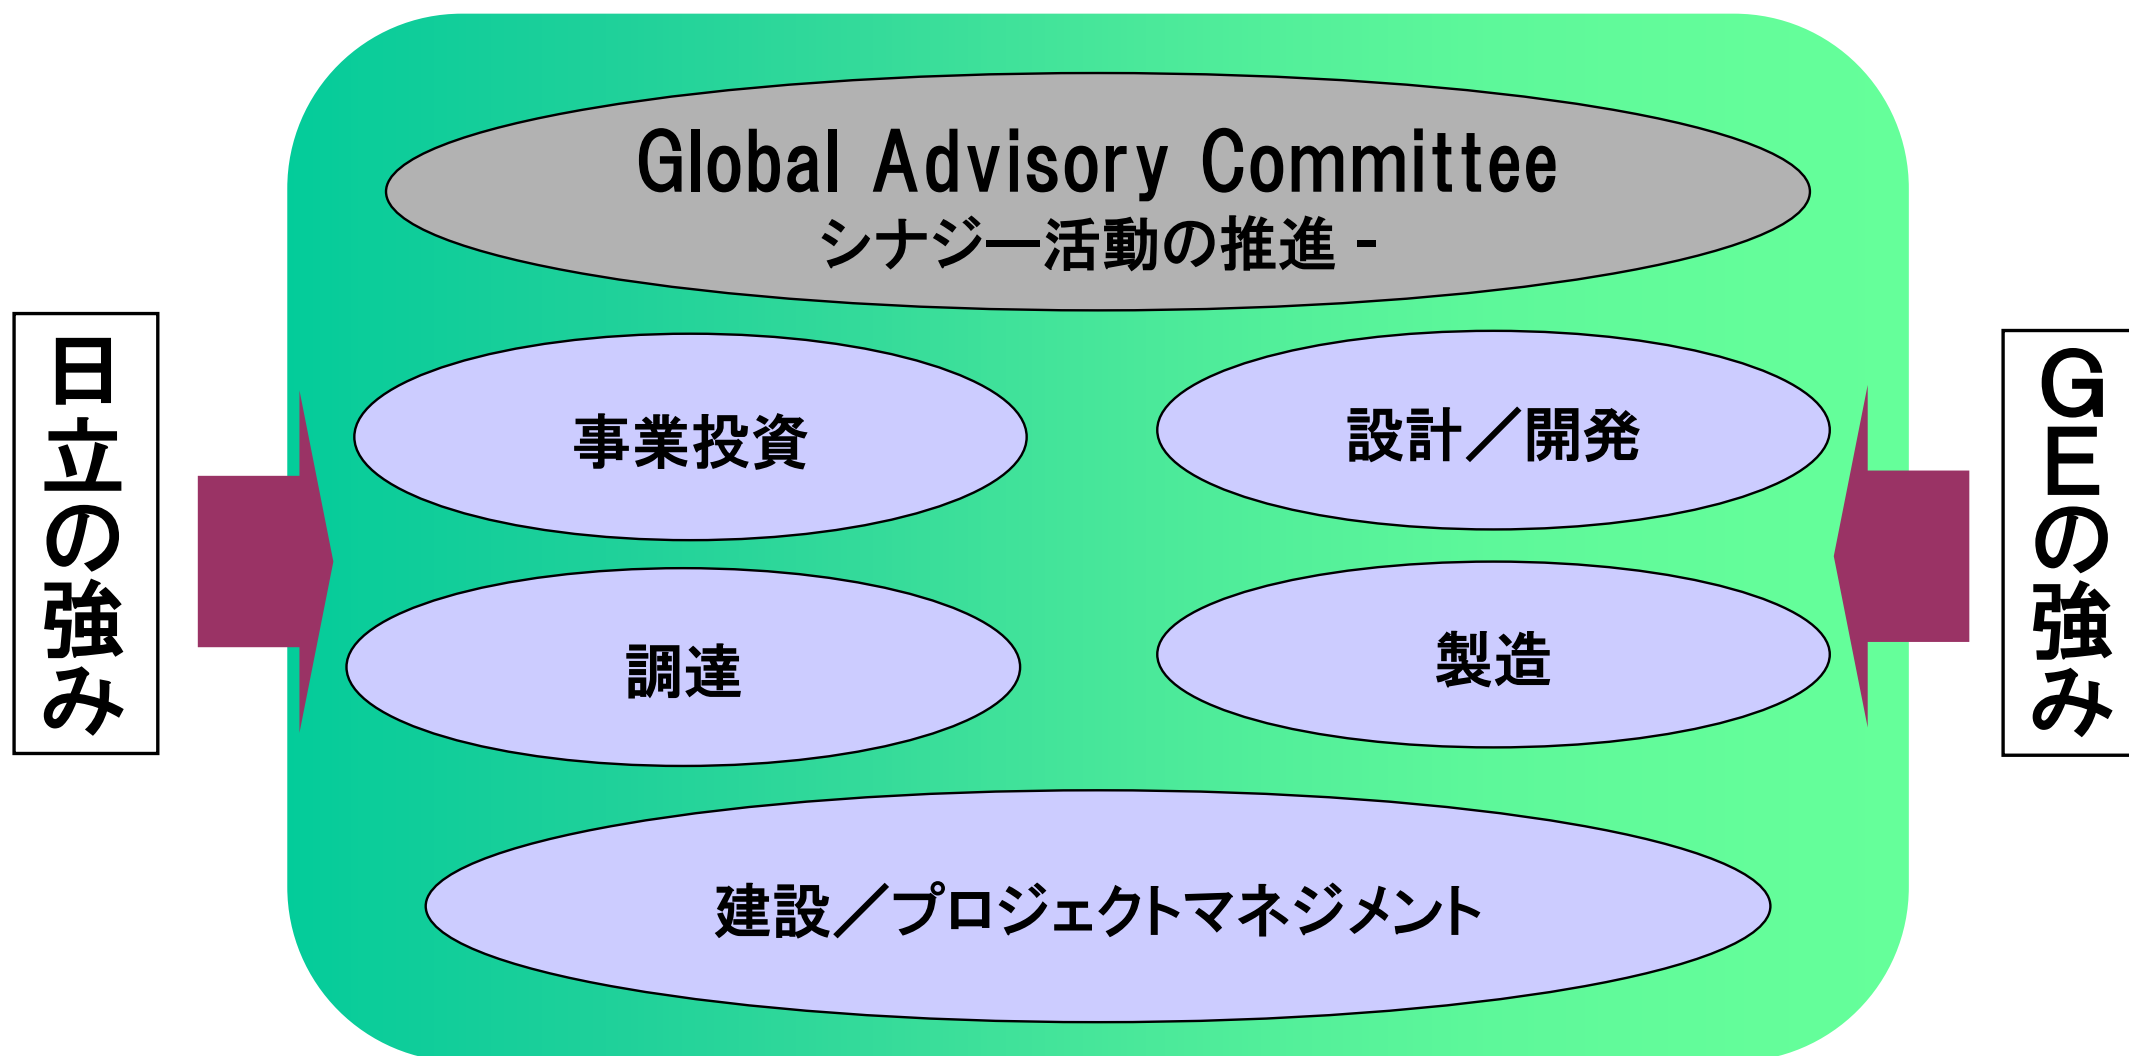 Global Advisory Committee
シナジー活動の推進 -
日立の強み
GEの強み
事業投資
設計／開発
調達
製造
建設／プロジェクトマネジメント